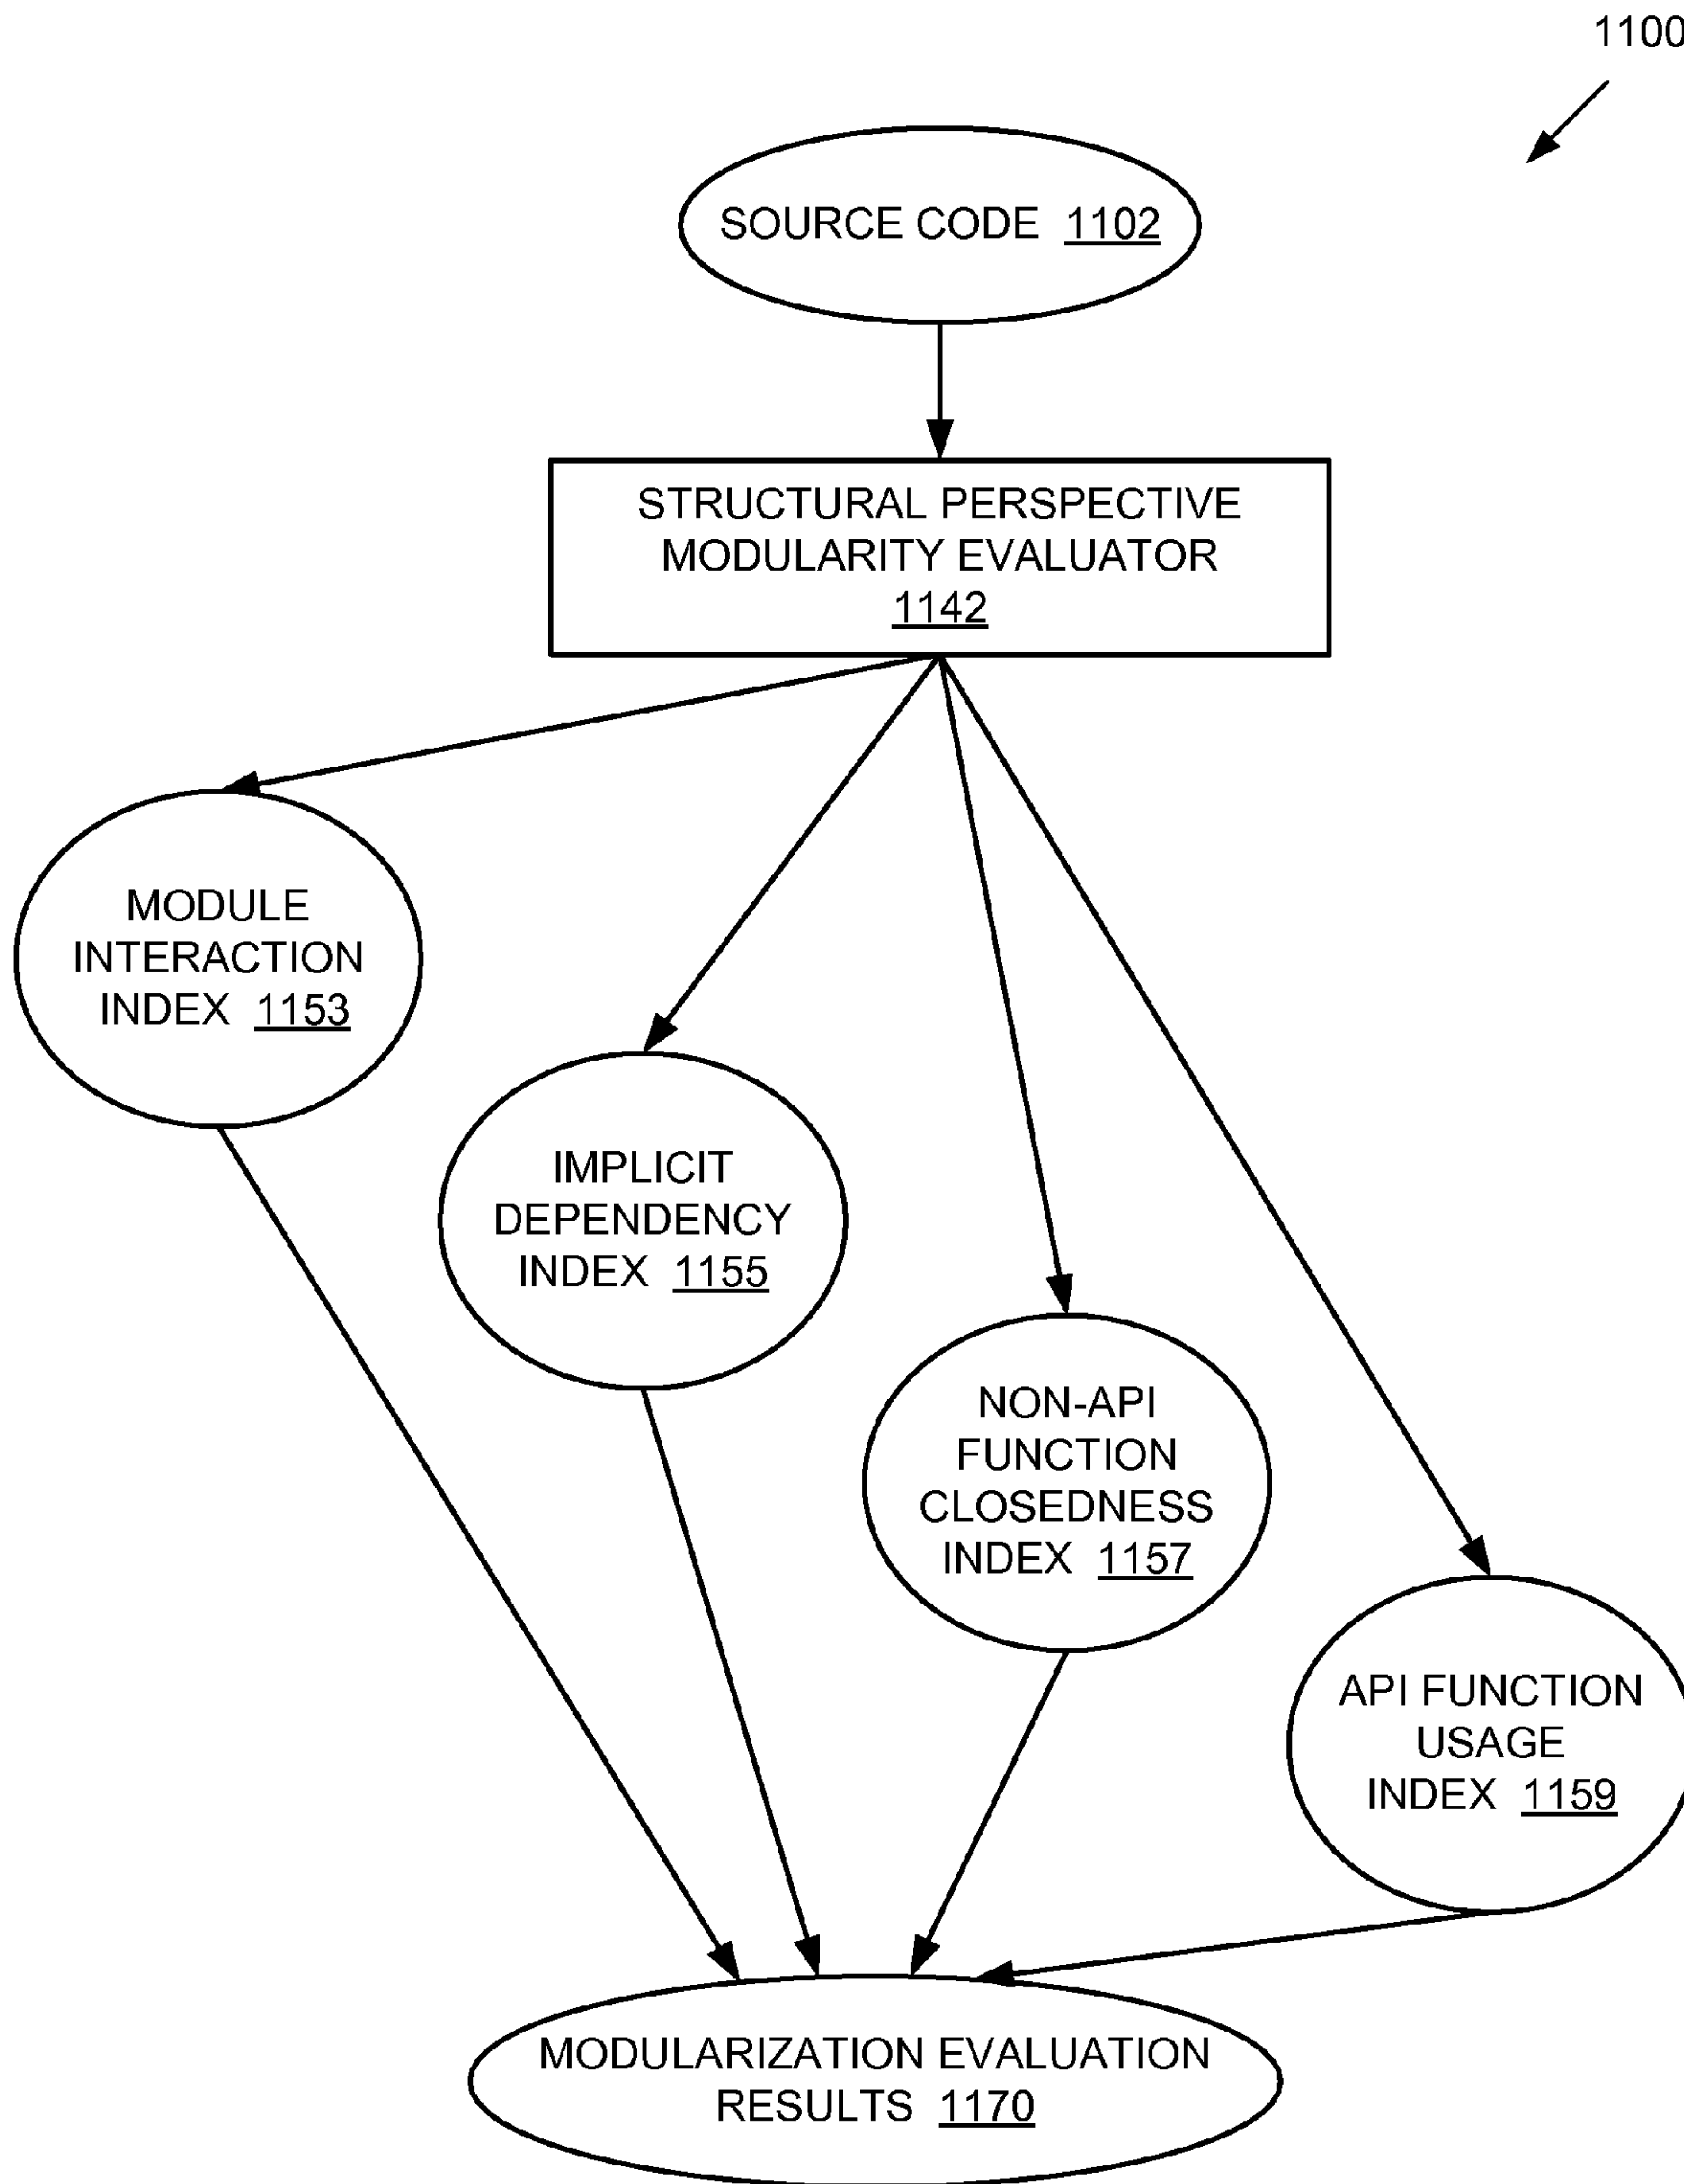 1100
SOURCE CODE 1102
STRUCTURAL PERSPECTIVE
MODULARITY EVALUATOR
1142
MODULE
INTERACTION
INDEX 1153
IMPLICIT
DEPENDENCY
INDEX 1155
NON-API
FUNCTION
CLOSEDNESS
INDEX 1157
API FUNCTION
USAGE
INDEX 1159
MODULARIZATION EVALUATION
RESULTS 1170